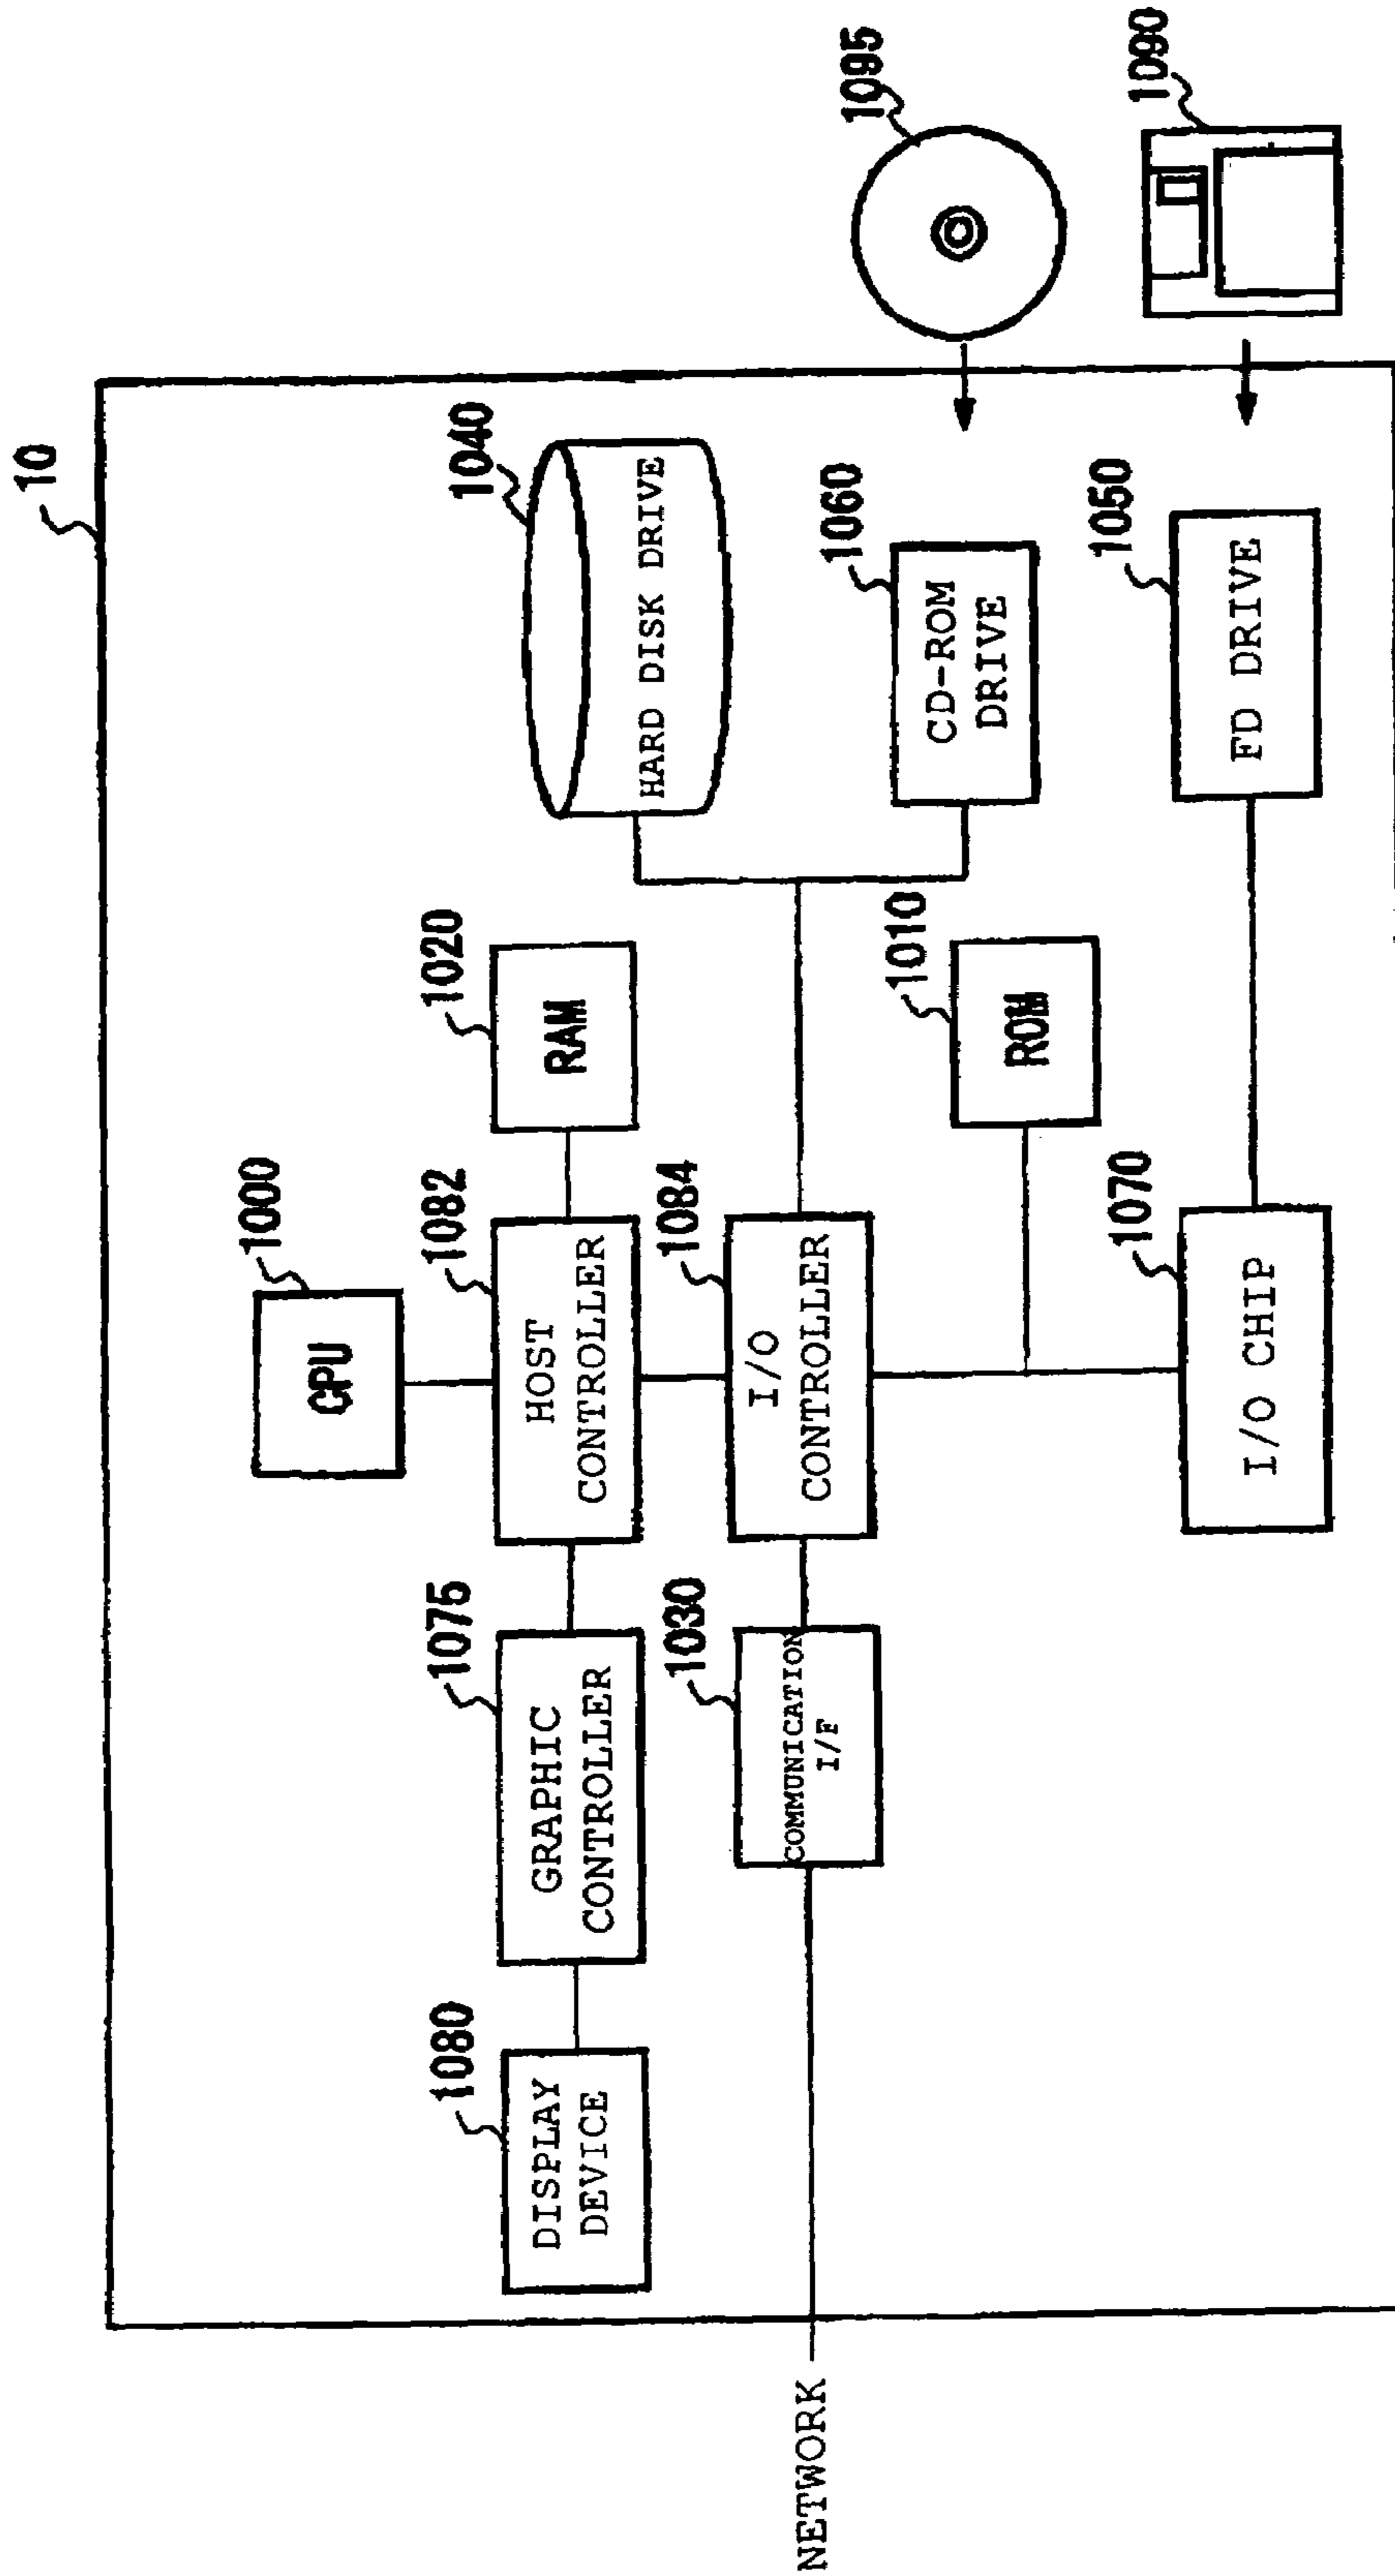 10
1000
CPU
1080
DISPLAY
DEVICE
1075
GRAPHIC
CONTROLLER
1082
HOST
CONTROLLER
1020
RAM
1040
HARD DISK DRIVE
NETWORK
1030
COMMUNICATION
I/F
1084
I/O
CONTROLLER
1060
CD-ROM
DRIVE
1095
1010
ROM
1070
I/O CHIP
1050
FD DRIVE
1090